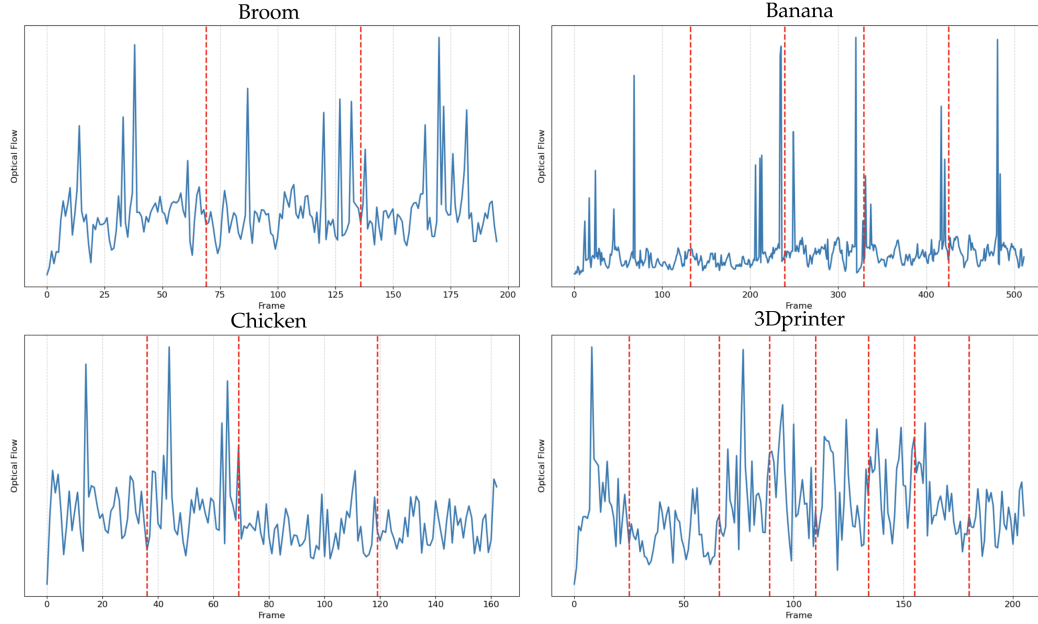 Broom
Optical Flow
0 25 50 75 100 125 150 175 200
Frame
Banana
Optical Flow
0 100 200 300 400 500
Frame
Chicken
Optical Flow
0 20 40 60 80 100 120 140 160
Frame
3Dprinter
Optical Flow
0 50 100 150 200
Frame